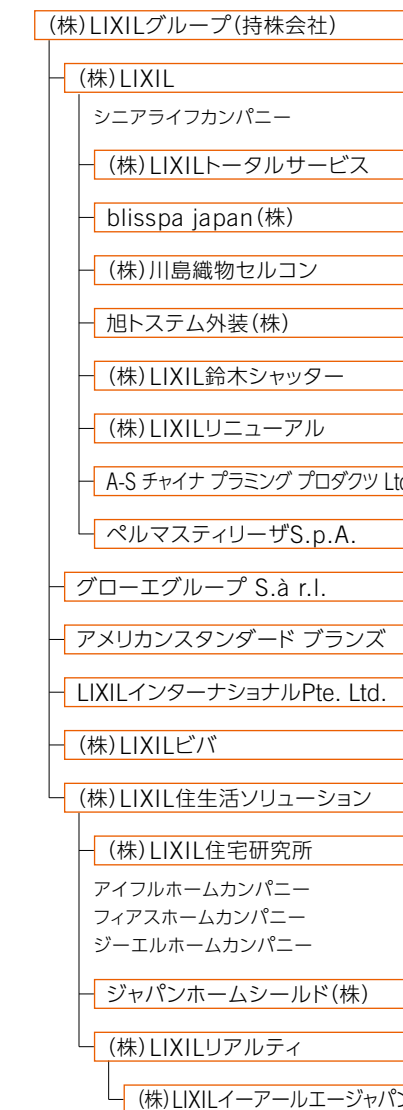 (株)LIXILグループ(持株会社)
(株)LIXIL
シニアライフカンパニー
(株)LIXILトータルサービス
blisspa japan(株)
(株)川島織物セルコン
旭トステム外装(株)
(株)LIXIL鈴木シャッター
(株)LIXILリニューアル
A-S チャイナ プラミング プロダクツ Ltd
ペルマスティリーザS.p.A.
グローエグループ S.à r.l.
アメリカンスタンダード ブランズ
LIXILインターナショナルPte. Ltd.
(株)LIXILビバ
(株)LIXIL住生活ソリューション
(株)LIXIL住宅研究所
アイフルホームカンパニー
フィアスホームカンパニー
ジーエルホームカンパニー
ジャパンホームシールド(株)
(株)LIXILリアルティ
(株)LIXILイーアールエージャパン